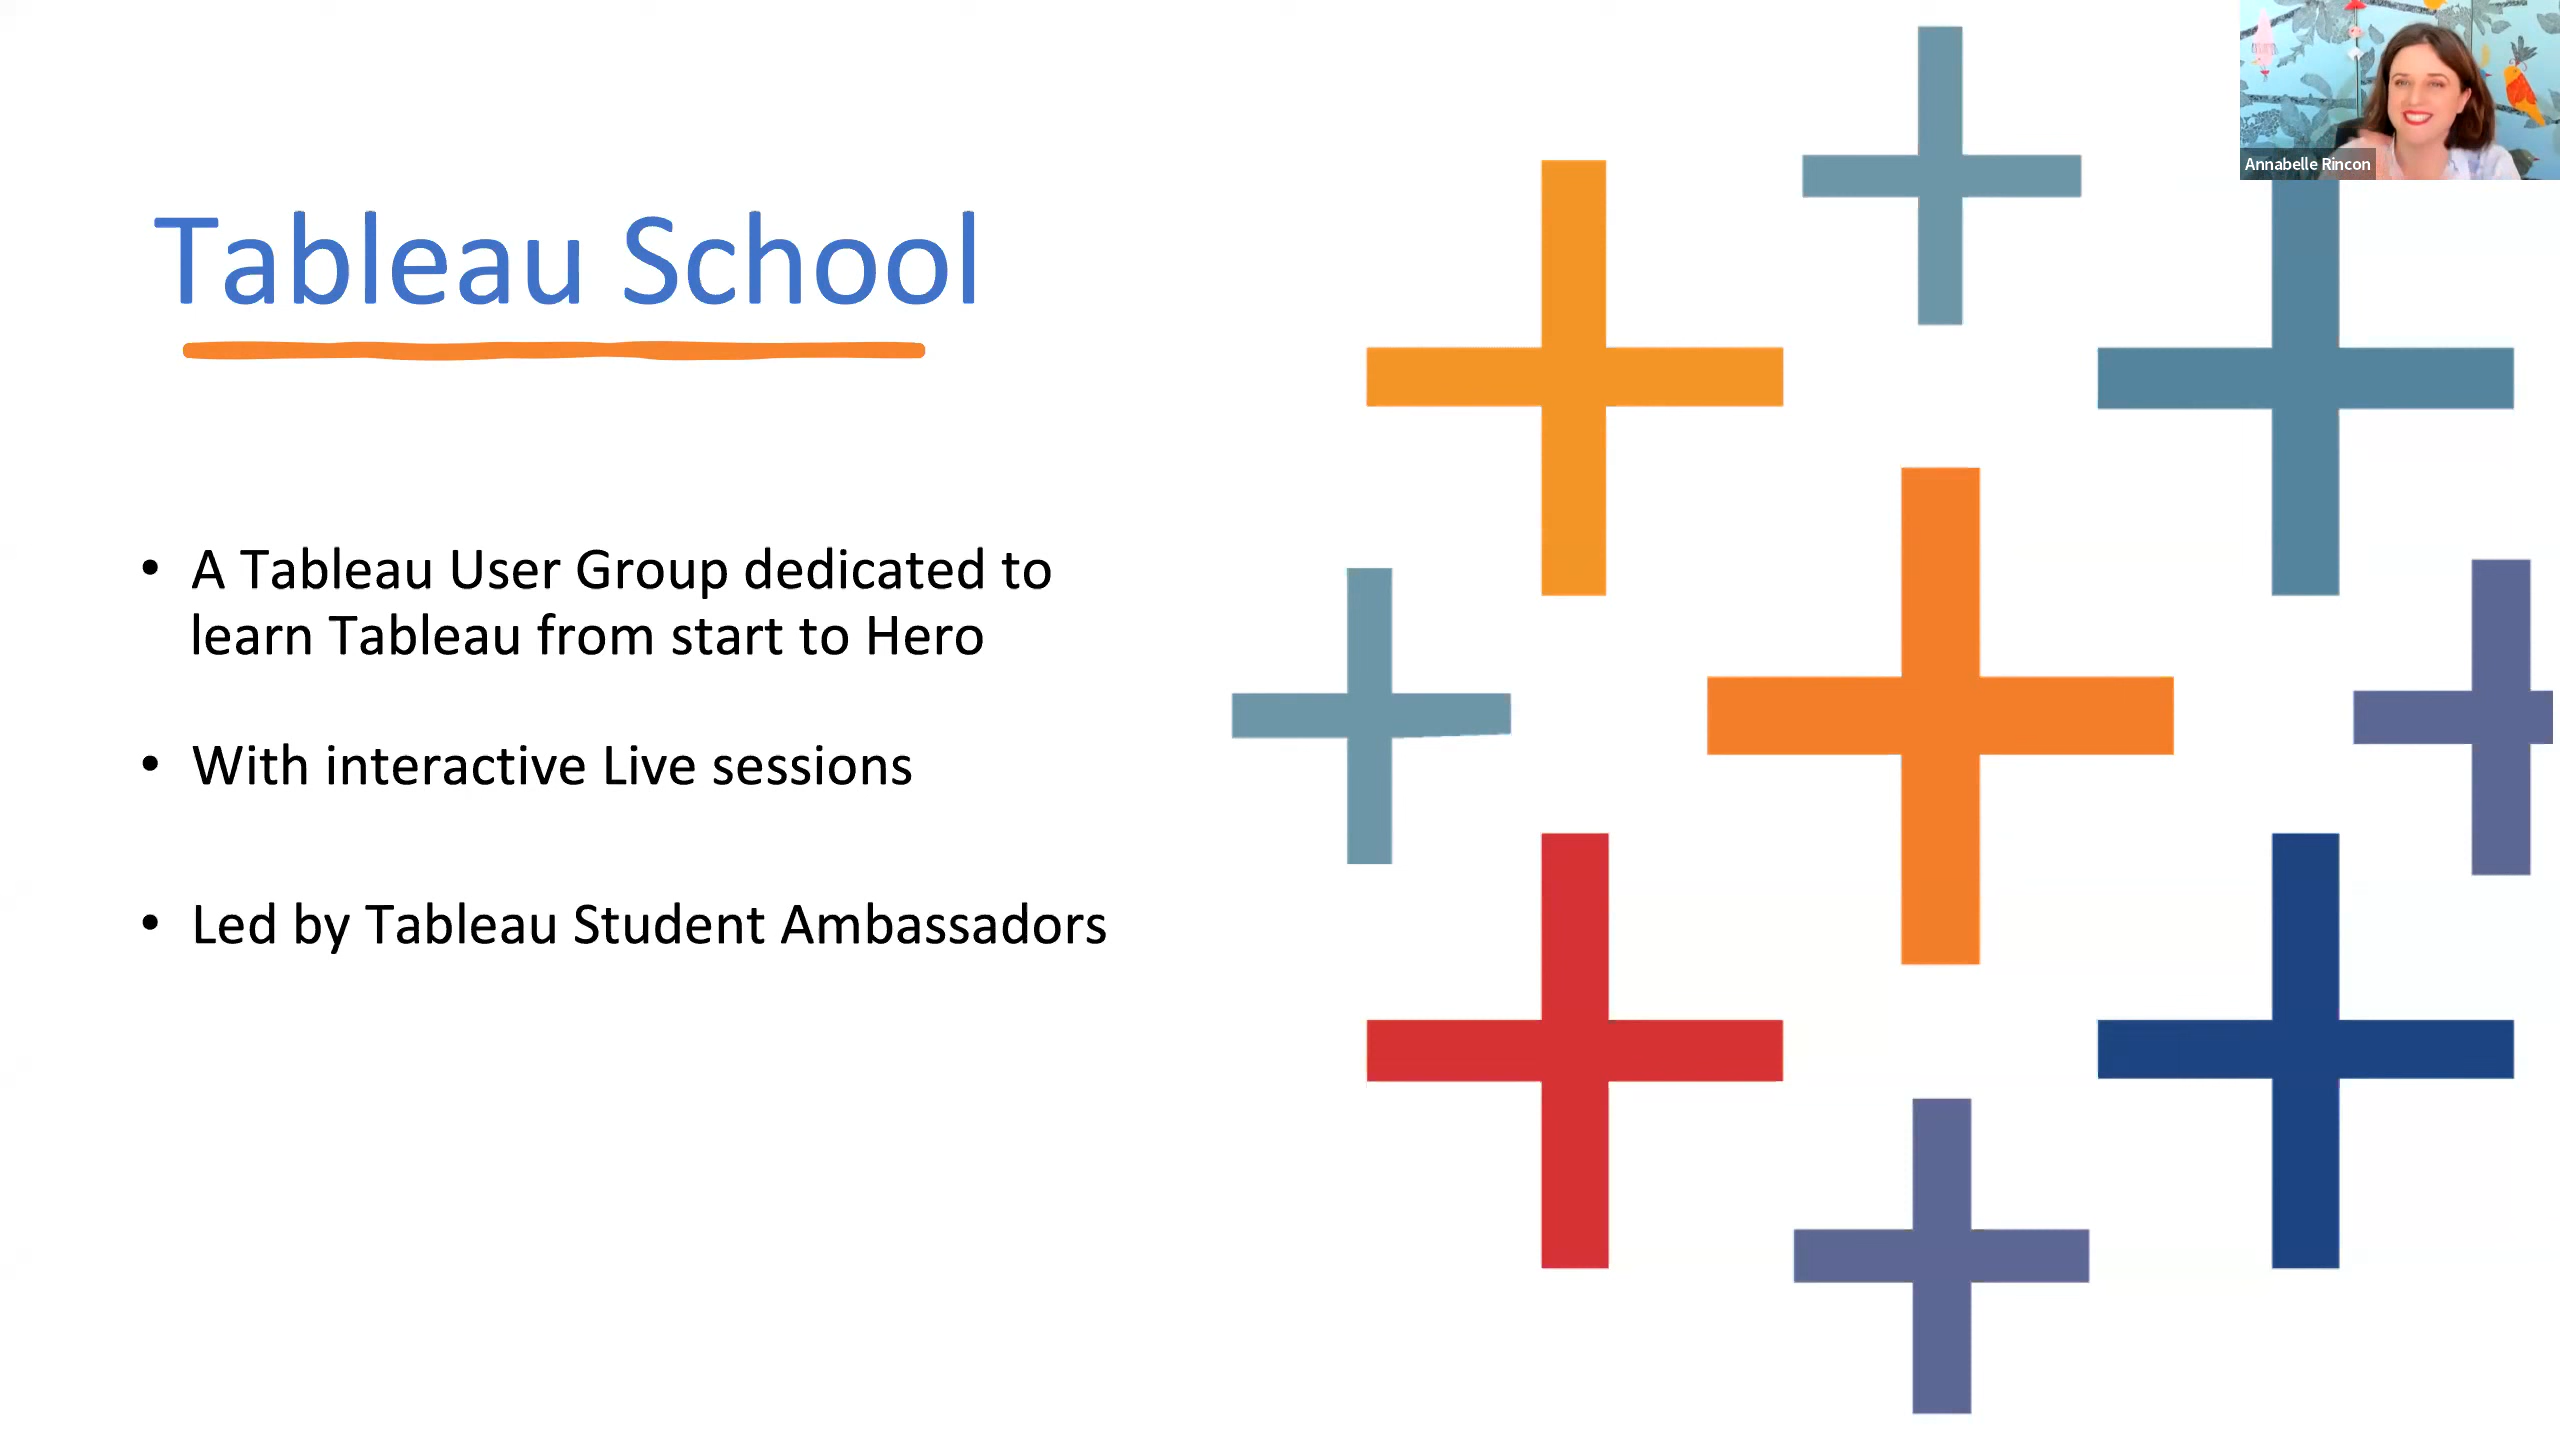 Annabelle Rincon
Tableau School
• A Tableau User Group dedicated to
learn Tableau from start to Hero
• With interactive Live sessions
• Led by Tableau Student Ambassadors